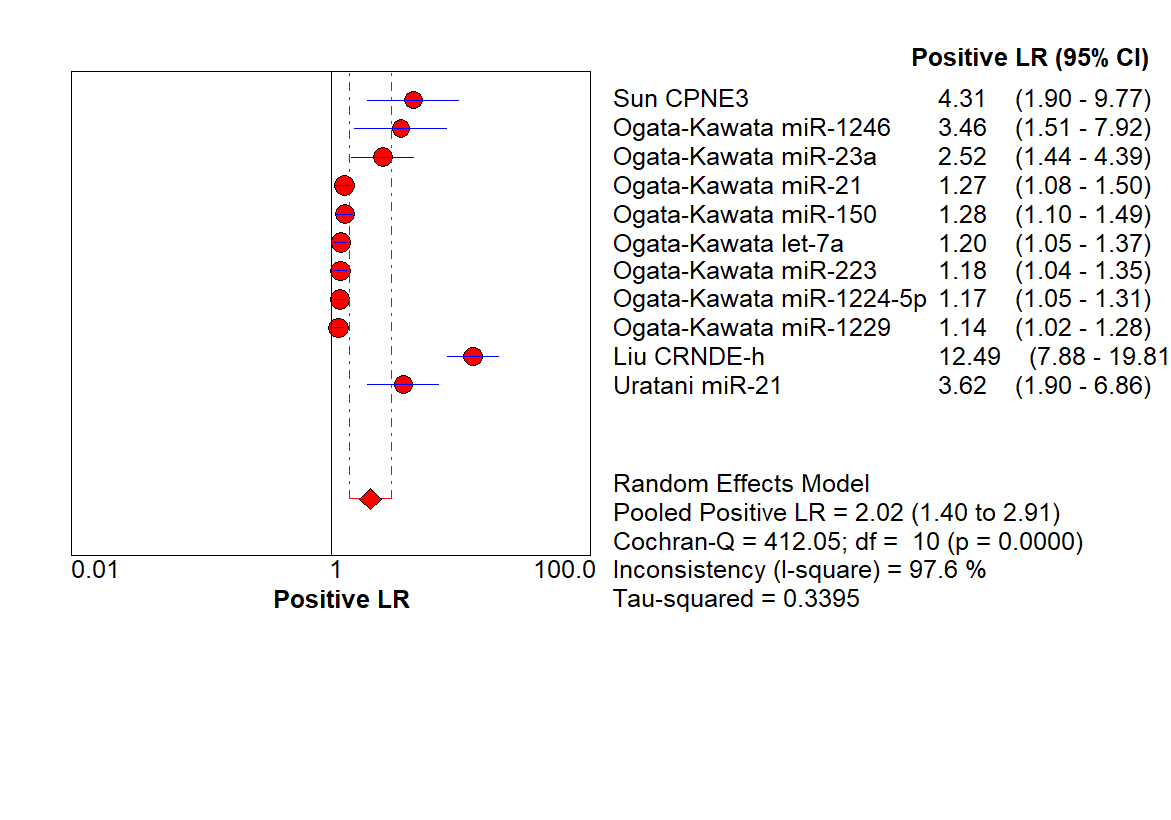 Positive LR (95% CI)
Sun CPNE3 4.31 (1.90 - 9.77)
Ogata-Kawata miR-1246 3.46 (1.51 - 7.92)
Ogata-Kawata miR-23a 2.52 (1.44 - 4.39)
Ogata-Kawata miR-21 1.27 (1.08 - 1.50)
Ogata-Kawata miR-150 1.28 (1.10 - 1.49)
Ogata-Kawata let-7a 1.20 (1.05 - 1.37)
Ogata-Kawata miR-223 1.18 (1.04 - 1.35)
Ogata-Kawata miR-1224-5p 1.17 (1.05 - 1.31)
Ogata-Kawata miR-1229 1.14 (1.02 - 1.28)
Liu CRNDE-h 12.49 (7.88 - 19.81
Uratani miR-21 3.62 (1.90 - 6.86)
Random Effects Model
Pooled Positive LR = 2.02 (1.40 to 2.91)
Cochran-Q = 412.05; df = 10 (p = 0.0000)
Inconsistency (I-square) = 97.6 %
Tau-squared = 0.3395
0.01 1 100.0
Positive LR